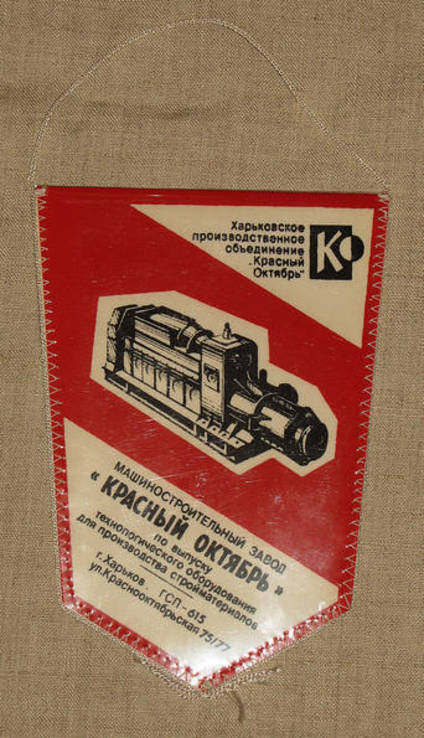 Харьковское
производственное
объединение
„Красный
Октябрь"
КО
МАШИНОСТРОИТЕЛЬНЫЙ ЗАВОД
« КРАСНЫЙ ОКТЯБРЬ »
по выпуску
технологического оборудования
для производства стройматериалов
г.Харьков ГСП-615
ул.Краснооктябрьская 75/77